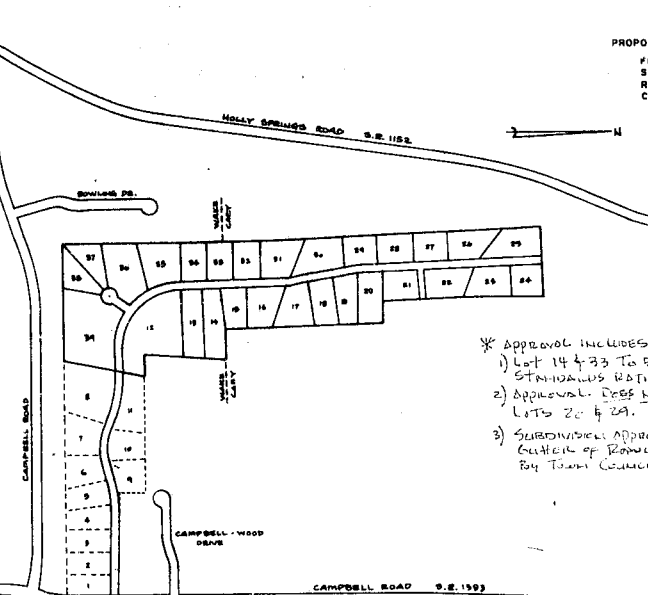 PROPO
HOLLY SPRINGS ROAD S.R. 1152
N
BOWLING DR.
WAKE
CARY
37
38
36
35
34
33
32
31
30
29
28
27
26
25
39
12
13
14
15
16
17
18
19
20
21
22
23
24
8
7
6
5
4
3
2
1
11
10
9
WAKE
CARY
CAMPBELL ROAD
CAMPBELL-WOOD
DRIVE
CAMPBELL ROAD S.R. 1393
* APPROVAL INCLUDES
1) Lot 14 & 33 To
STANDARDS
2) APPROVAL DOES
LOTS & 29.
3) SUBDIVISION APPRO
OF
BY TOWN COUNCI